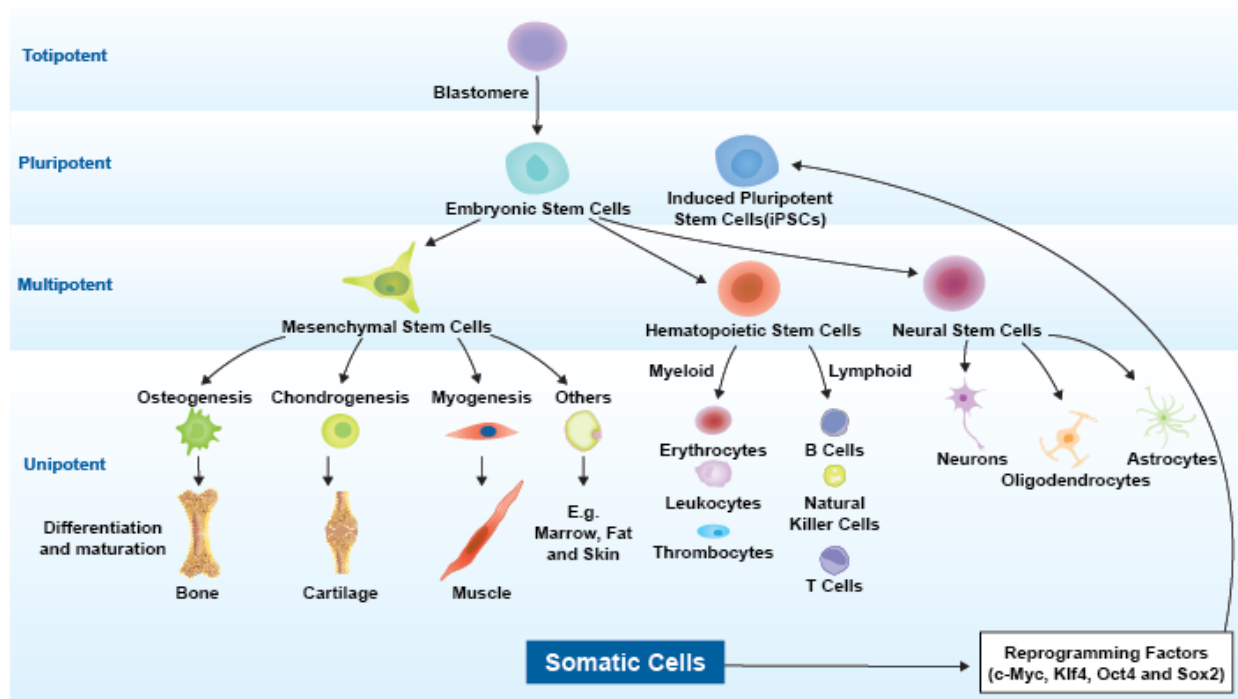 Totipotent
Blastomere
Pluripotent
Embryonic Stem Cells
Induced Pluripotent
Stem Cells(iPSCs)
Multipotent
Mesenchymal Stem Cells
Hematopoietic Stem Cells
Neural Stem Cells
Myeloid
Lymphoid
Osteogenesis
Chondrogenesis
Myogenesis
Others
Unipotent
Erythrocytes
Leukocytes
Thrombocytes
B Cells
Natural
Killer Cells
T Cells
Neurons
Oligodendrocytes
Astrocytes
Differentiation
and maturation
Bone
Cartilage
Muscle
E.g.
Marrow, Fat
and Skin
Somatic Cells
Reprogramming Factors
(c-Myc, Klf4, Oct4 and Sox2)